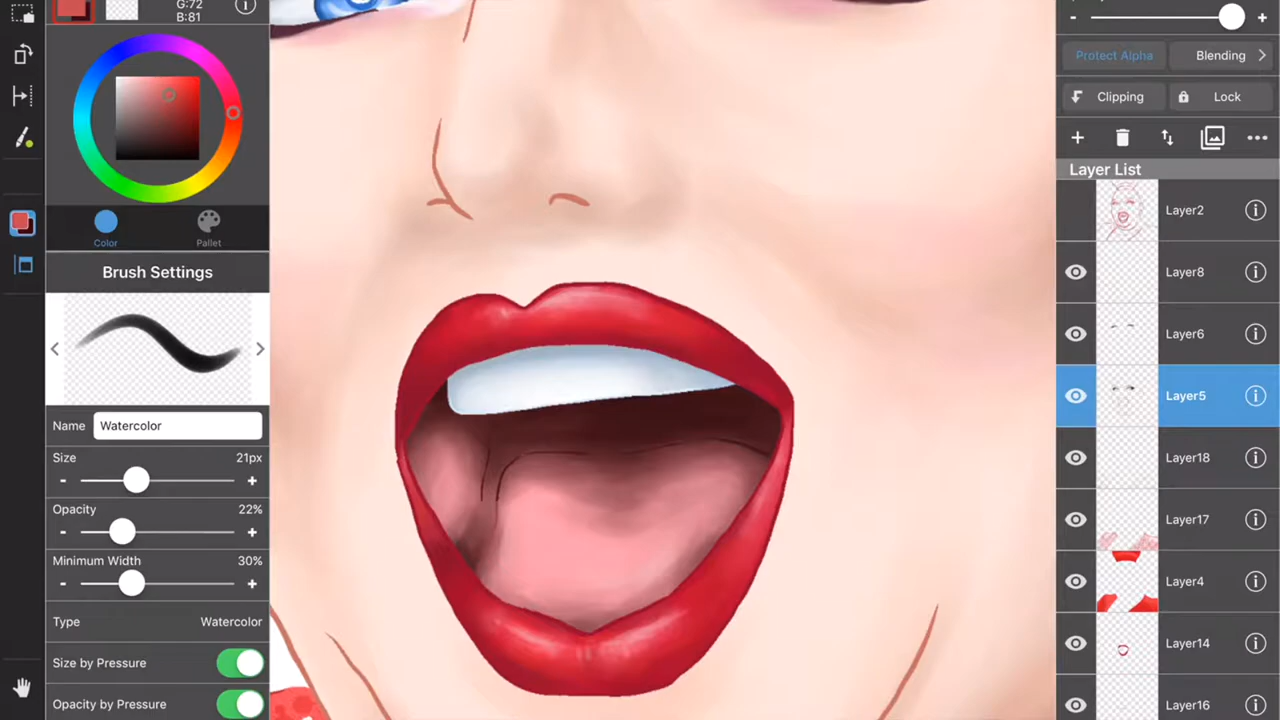 G:72
B:81
Color
Pallet
Brush Settings
Name Watercolor
Size 21px
- +
Opacity 22%
- +
Minimum Width 30%
- +
Type Watercolor
Size by Pressure
Opacity by Pressure
- +
Protect Alpha Blending
Clipping Lock
Layer List
Layer2
Layer8
Layer6
Layer5
Layer18
Layer17
Layer4
Layer14
Layer16